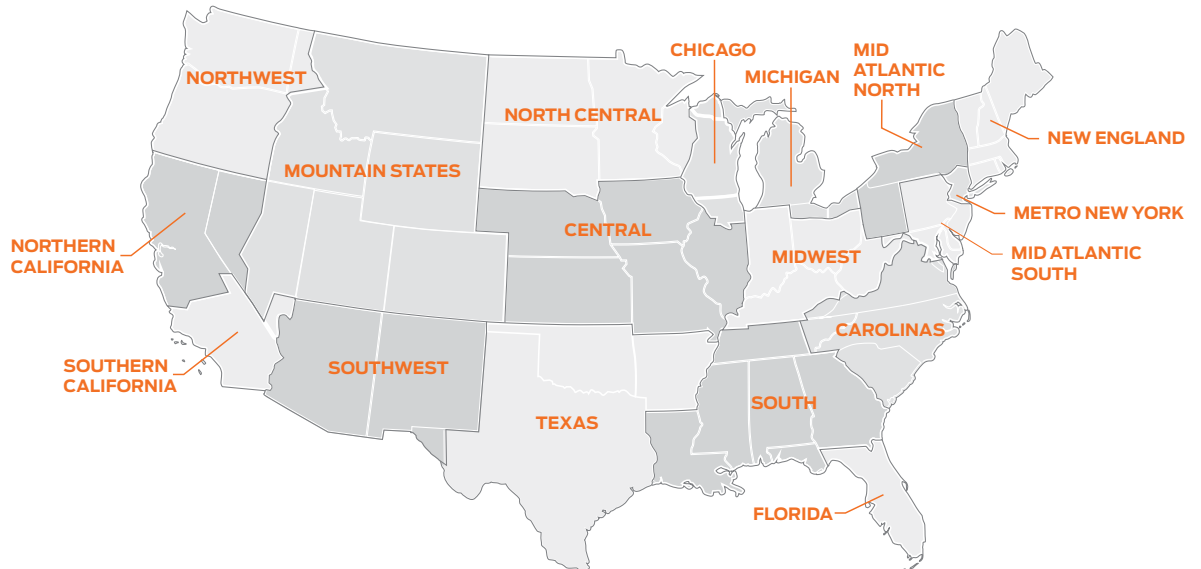 CHICAGO
MID
ATLANTIC
NORTH
NORTHWEST
MICHIGAN
NORTH CENTRAL
NEW ENGLAND
MOUNTAIN STATES
METRO NEW YORK
CENTRAL
NORTHERN
CALIFORNIA
MIDWEST
MID ATLANTIC
SOUTH
CAROLINAS
SOUTHERN
CALIFORNIA
SOUTHWEST
SOUTH
TEXAS
FLORIDA